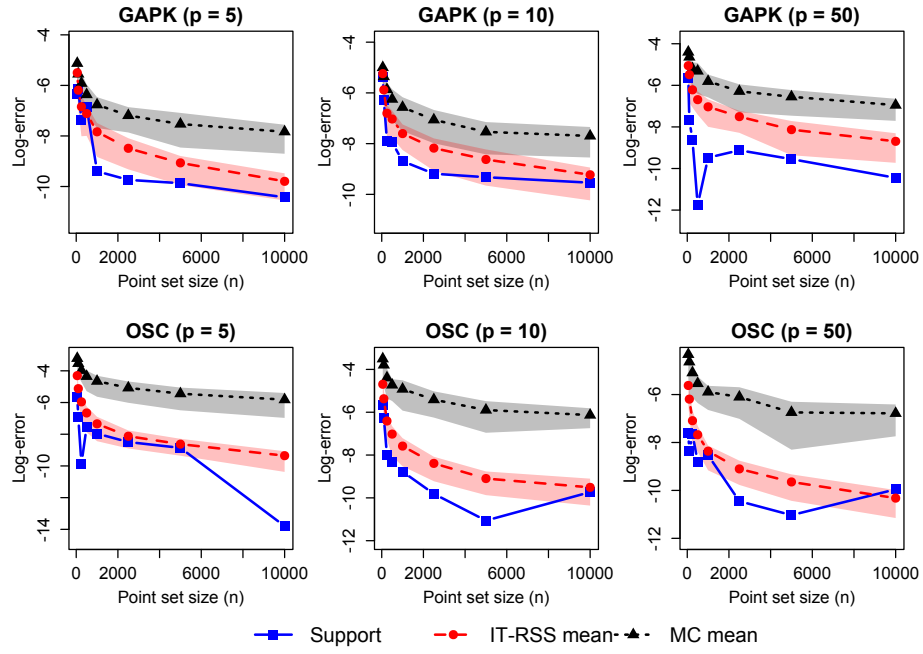 GAPK (p = 5)
Log-error
-4
-6
-8
-10
0
2000
6000
10000
Point set size (n)
GAPK (p = 10)
Log-error
-4
-6
-8
-10
0
2000
6000
10000
Point set size (n)
GAPK (p = 50)
Log-error
-4
-6
-8
-10
-12
0
2000
6000
10000
Point set size (n)
OSC (p = 5)
Log-error
-4
-6
-10
-14
0
2000
6000
10000
Point set size (n)
OSC (p = 10)
Log-error
-4
-6
-8
-10
-12
0
2000
6000
10000
Point set size (n)
OSC (p = 50)
Log-error
-6
-8
-10
-12
0
2000
6000
10000
Point set size (n)
Support
IT-RSS mean
MC mean